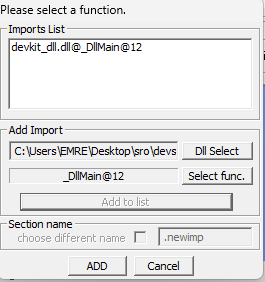 Please select a function.
Imports List
devkit_dll.dll@_DllMain@12
Add Import
C:\Users\EMRE\Desktop\sro\devs
Dll Select
_DllMain@12
Select func.
Add to list
Section name
choose different name
.newimp
ADD
Cancel